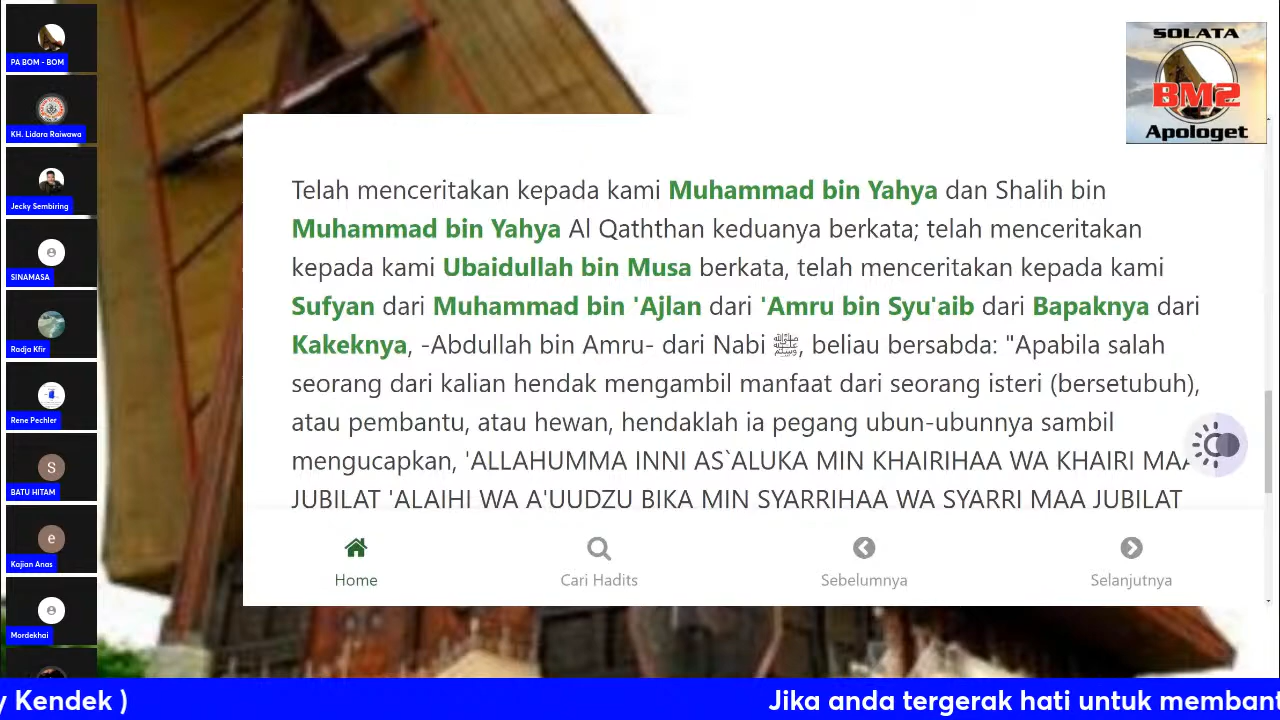 PA BOM - BOM
KH. Lidara Raiwawa
Jecky Sembiring
SINAMASA
Radja Kfir
Rene Pechler
S
BATU HITAM
e
Kajian Anas
Mordekhai
SOLATA
BM2
Apologet
Telah menceritakan kepada kami Muhammad bin Yahya dan Shalih bin
Muhammad bin Yahya Al Qaththan keduanya berkata; telah menceritakan
kepada kami Ubaidullah bin Musa berkata, telah menceritakan kepada kami
Sufyan dari Muhammad bin 'Ajlan dari 'Amru bin Syu'aib dari Bapaknya dari
Kakeknya, -Abdullah bin Amru- dari Nabi ﷺ, beliau bersabda: "Apabila salah
seorang dari kalian hendak mengambil manfaat dari seorang isteri (bersetubuh),
atau pembantu, atau hewan, hendaklah ia pegang ubun-ubunnya sambil
mengucapkan, 'ALLAHUMMA INNI AS`ALUKA MIN KHAIRIHAA WA KHAIRI MAA
JUBILAT 'ALAIHI WA A'UUDZU BIKA MIN SYARRIHAA WA SYARRI MAA JUBILAT
Home
Cari Hadits
Sebelumnya
Selanjutnya
y Kendek )
Jika anda tergerak hati untuk membant